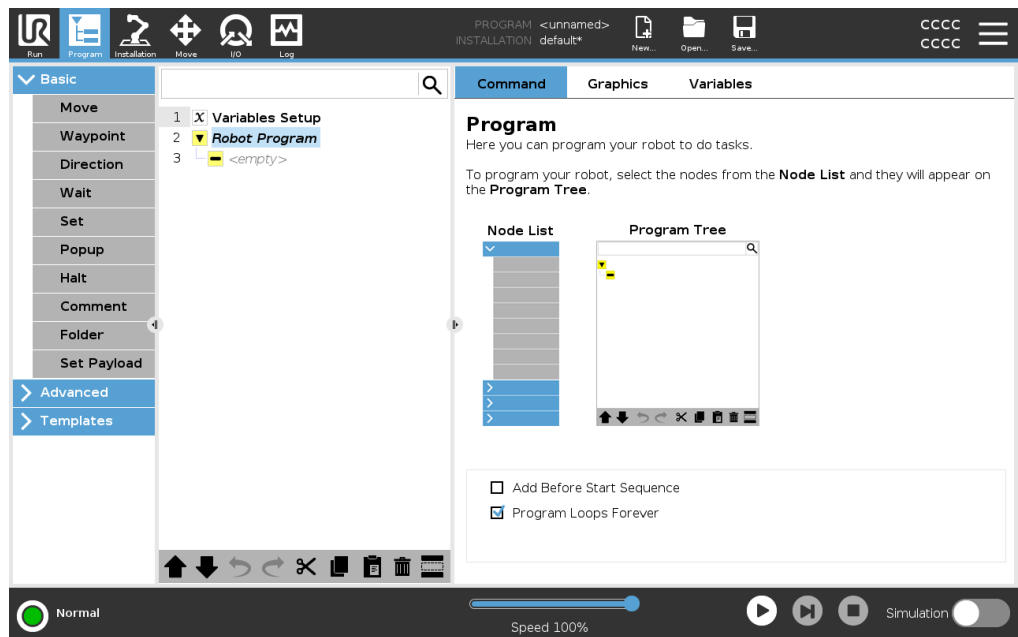 PROGRAM <unnamed>
INSTALLATION default*
UR
Run
Program
Installation
Move
I/O
Log
New...
Open...
Save...
CCCC
CCCC
Basic
Move
Waypoint
Direction
Wait
Set
Popup
Halt
Comment
Folder
Set Payload
Advanced
Templates
1 X Variables Setup
2 Robot Program
3 <empty>
Command Graphics Variables
Program
Here you can program your robot to do tasks.
To program your robot, select the nodes from the Node List and they will appear on
the Program Tree.
Node List Program Tree
Add Before Start Sequence
Program Loops Forever
Normal
Speed 100%
Simulation